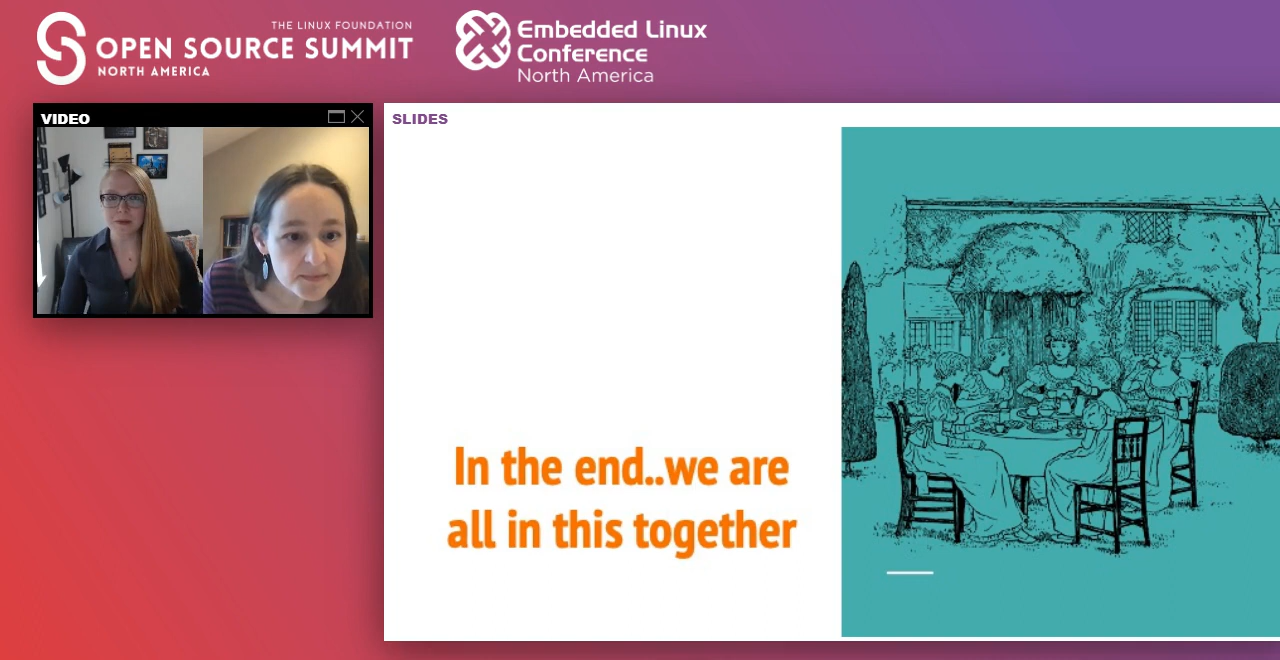 THE LINUX FOUNDATION
OPEN SOURCE SUMMIT
NORTH AMERICA
Embedded Linux
Conference
North America
VIDEO
SLIDES
In the end..we are
all in this together